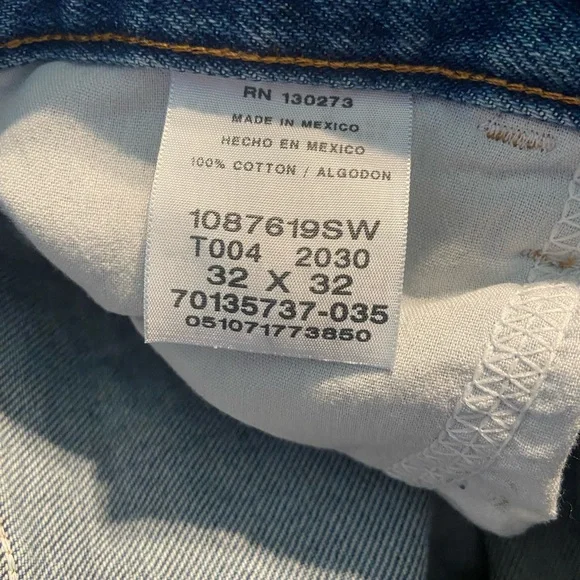 RN 130273
MADE IN MEXICO
HECHO EN MEXICO
100% COTTON / ALGODON
1087619SW
T004 2030
32 X 32
70135737-035
051071773850